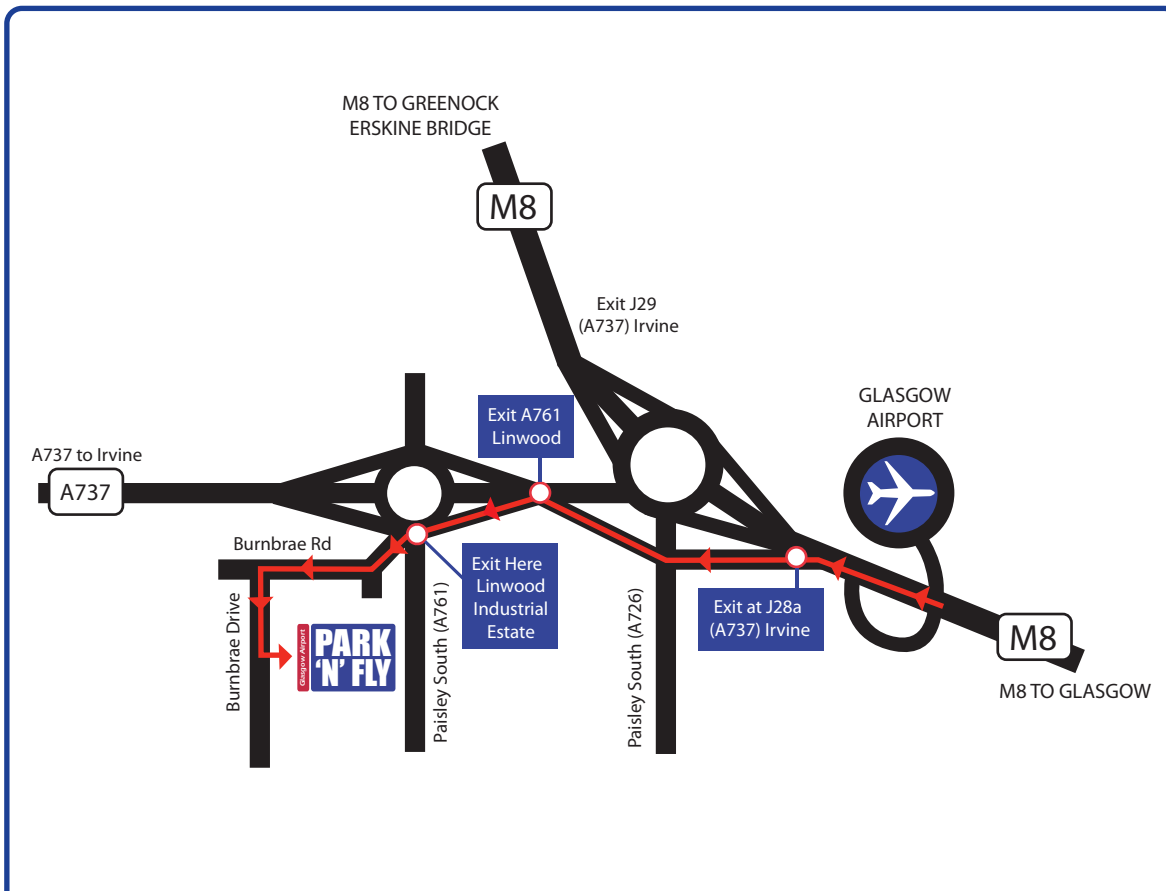 M8 TO GREENOCK
ERSKINE BRIDGE
M8
Exit J29
(A737) Irvine
GLASGOW
AIRPORT
Exit A761
Linwood
A737 to Irvine
A737
Burnbrae Rd
Exit Here
Linwood
Industrial
Estate
Exit at J28a
(A737) Irvine
Burnbrae Drive
Glasgow Airport
PARK
'N' FLY
Paisley South (A761)
Paisley South (A726)
M8
M8 TO GLASGOW